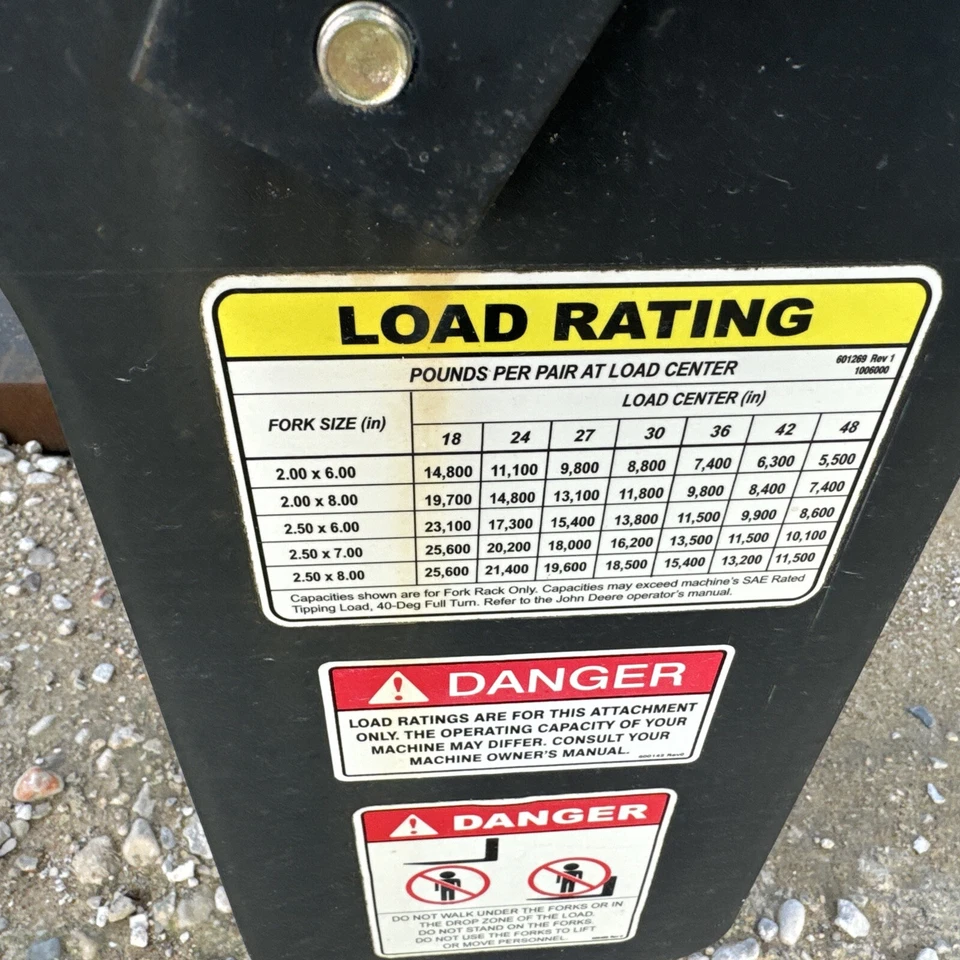 LOAD RATING
POUNDS PER PAIR AT LOAD CENTER
601269 Rev 1
1006000
FORK SIZE (in)
LOAD CENTER (in)
18 24 27 30 36 42 48
2.00 x 6.00 14,800 11,100 9,800 8,800 7,400 6,300 5,500
2.00 x 8.00 19,700 14,800 13,100 11,800 9,800 8,400 7,400
2.50 x 6.00 23,100 17,300 15,400 13,800 11,500 9,900 8,600
2.50 x 7.00 25,600 20,200 18,000 16,200 13,500 11,500 10,100
2.50 x 8.00 25,600 21,400 19,600 18,500 15,400 13,200 11,500
Capacities shown are for Fork Rack Only. Capacities may exceed machine's SAE Rated
Tipping Load, 40-Deg Full Turn. Refer to the John Deere operator's manual.
DANGER
LOAD RATINGS ARE FOR THIS ATTACHMENT
ONLY. THE OPERATING CAPACITY OF YOUR
MACHINE MAY DIFFER. CONSULT YOUR
MACHINE OWNER'S MANUAL.
DANGER
DO NOT WALK UNDER THE FORKS OR IN
THE DROP ZONE OF THE LOAD.
DO NOT STAND ON THE FORKS.
DO NOT USE THE FORKS TO LIFT
OR MOVE PERSONNEL.